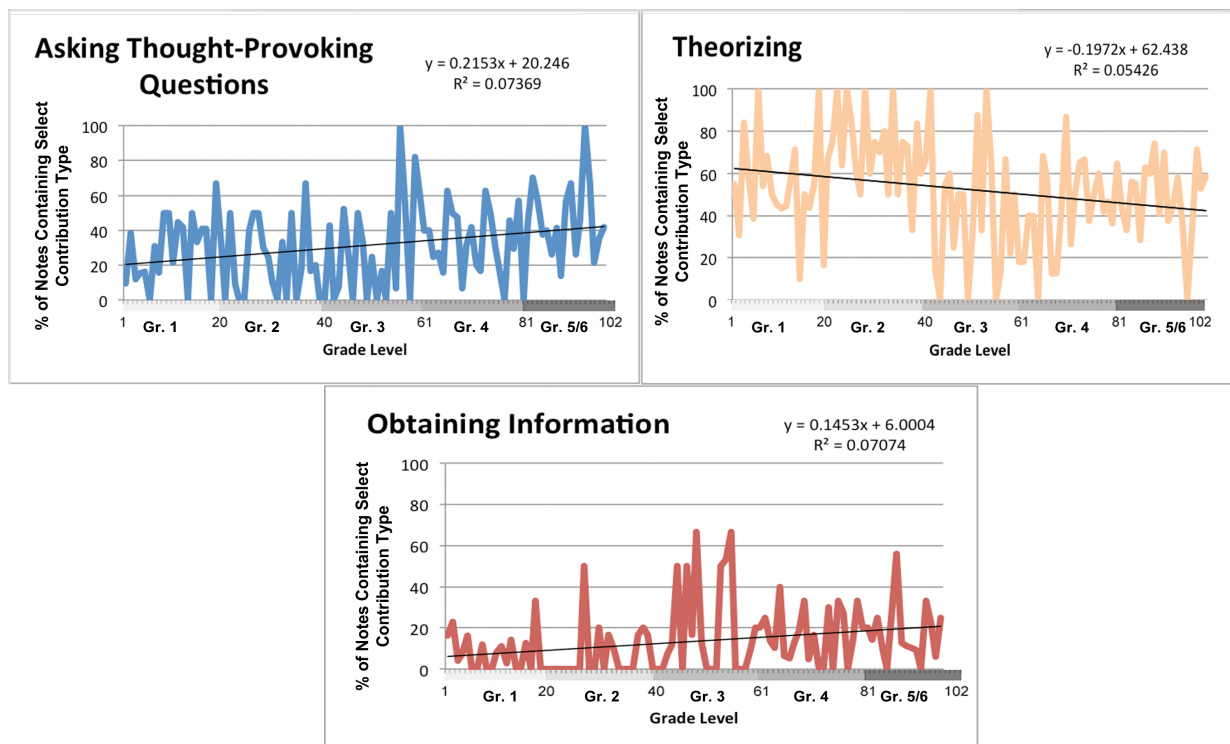 Asking Thought-Provoking
Questions
y = 0.2153x + 20.246
R² = 0.07369
% of Notes Containing Select
Contribution Type
100
80
60
40
20
0
1 Gr. 1 20 Gr. 2 40 Gr. 3 61 Gr. 4 81 Gr. 5/6 102
Grade Level
Theorizing
y = -0.1972x + 62.438
R² = 0.05426
% of Notes Containing Select
Contribution Type
100
80
60
40
20
0
1 Gr. 1 20 Gr. 2 40 Gr. 3 61 Gr. 4 81 Gr. 5/6 102
Grade Level
Obtaining Information
y = 0.1453x + 6.0004
R² = 0.07074
% of Notes Containing Select
Contribution Type
100
80
60
40
20
0
1 Gr. 1 20 Gr. 2 40 Gr. 3 61 Gr. 4 81 Gr. 5/6 102
Grade Level